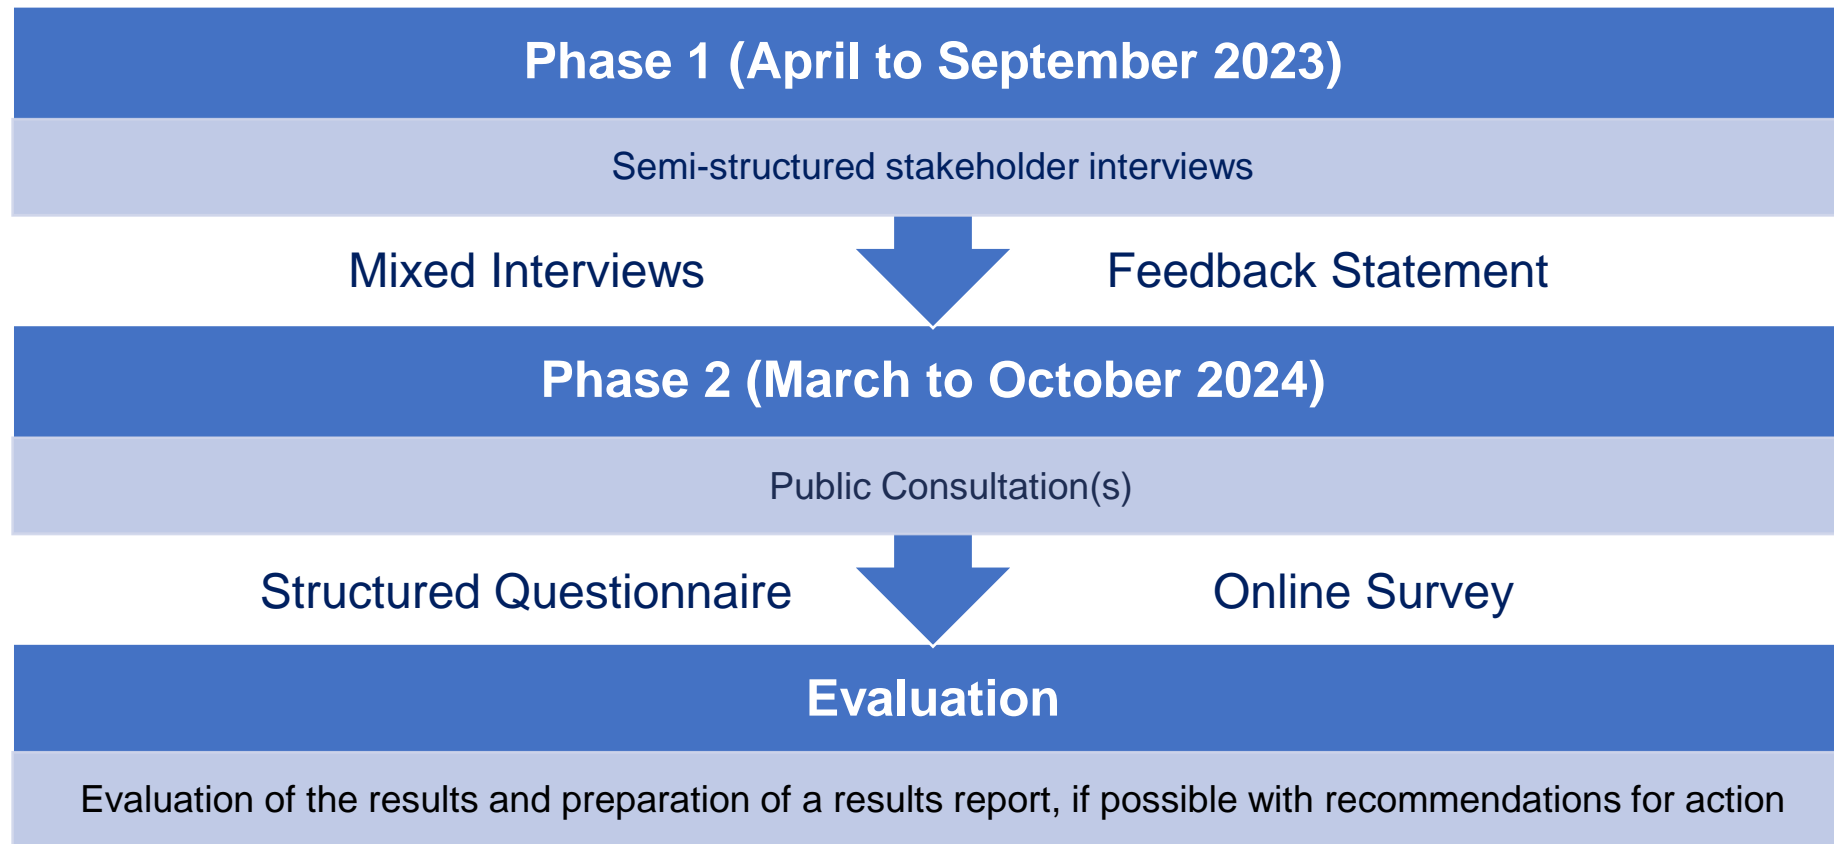 Phase 1 (April to September 2023)
Semi-structured stakeholder interviews
Mixed Interviews
Feedback Statement
Phase 2 (March to October 2024)
Public Consultation(s)
Structured Questionnaire
Online Survey
Evaluation
Evaluation of the results and preparation of a results report, if possible with recommendations for action